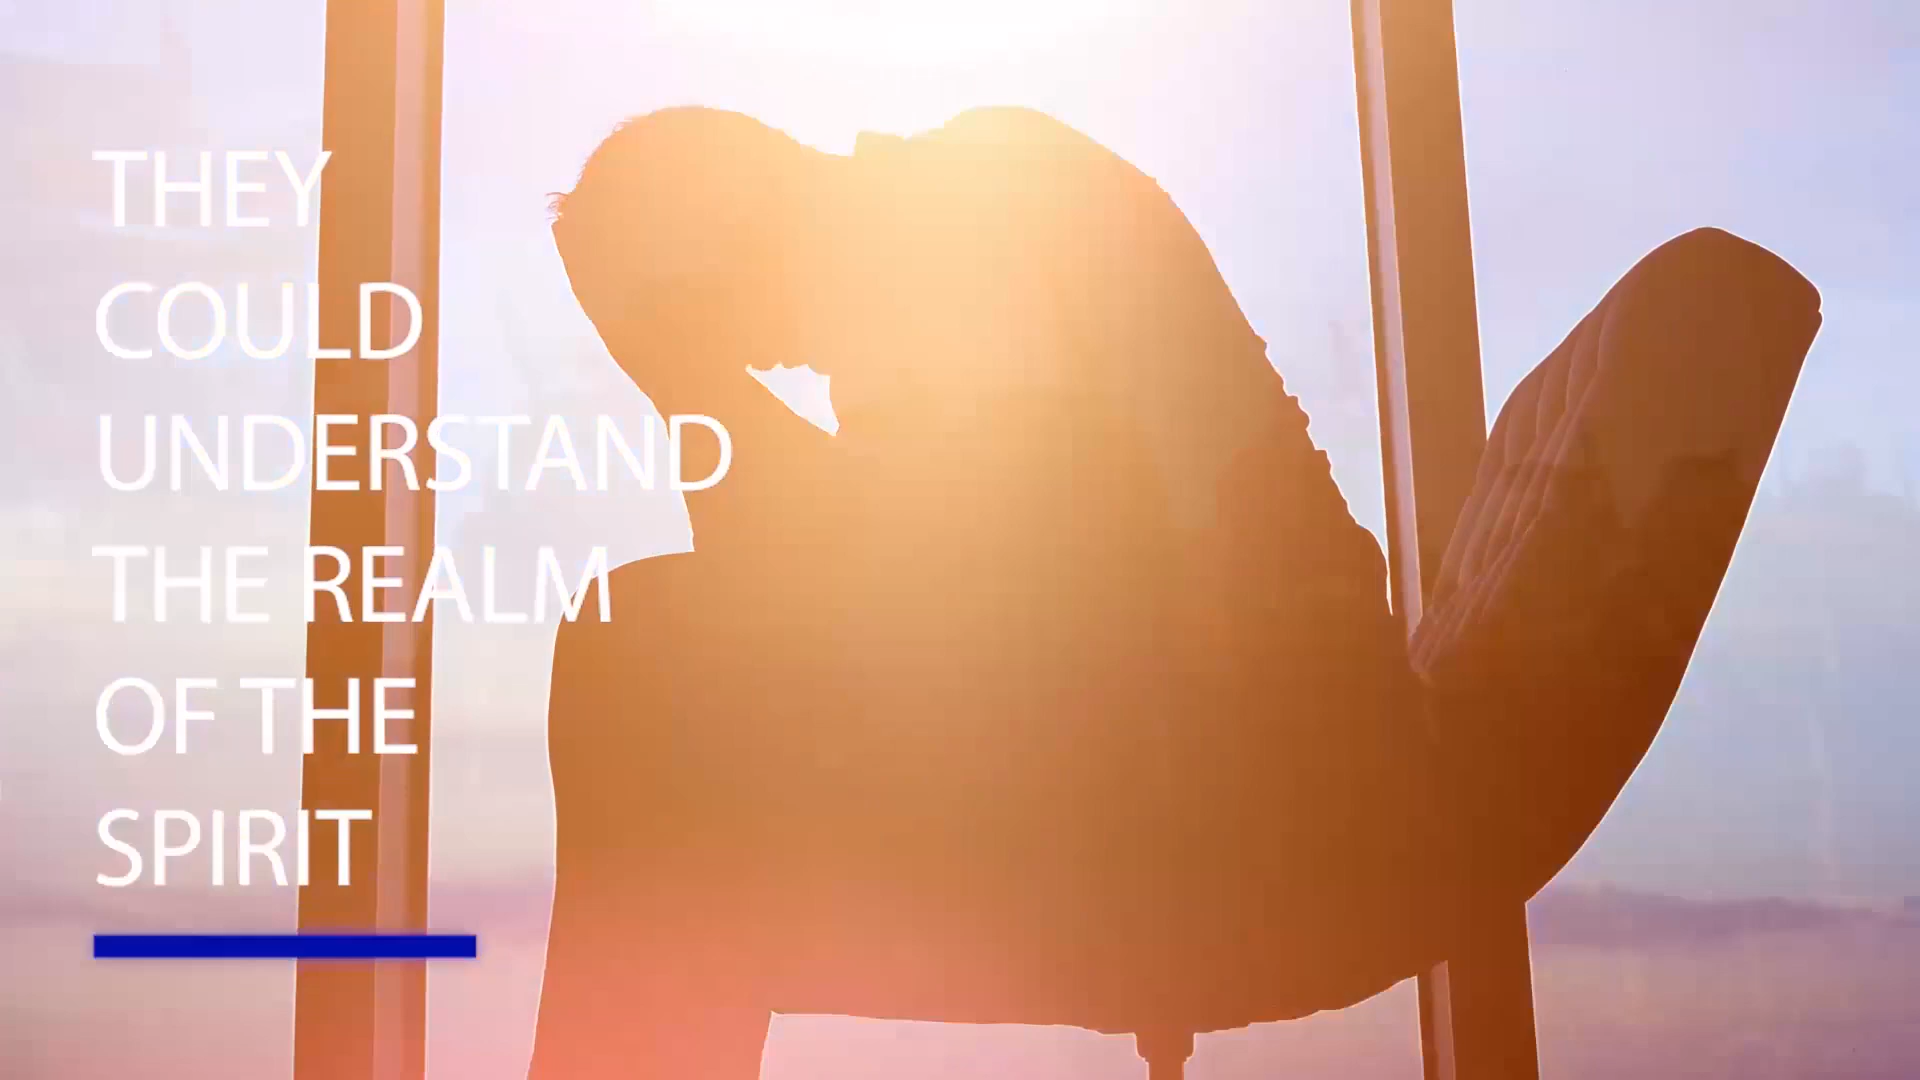 THEY
COULD
UNDERSTAND
THE REALM
OF THE
SPIRIT